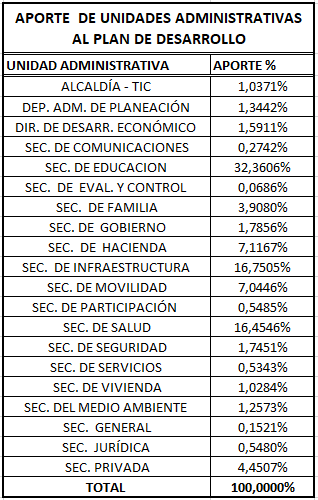 APORTE DE UNIDADES ADMINISTRATIVAS
AL PLAN DE DESARROLLO
UNIDAD ADMINISTRATIVA APORTE %
ALCALDÍA - TIC 1,0371%
DEP. ADM. DE PLANEACIÓN 1,3442%
DIR. DE DESARR. ECONÓMICO 1,5911%
SEC. DE COMUNICACIONES 0,2742%
SEC. DE EDUCACION 32,3606%
SEC. DE EVAL. Y CONTROL 0,0686%
SEC. DE FAMILIA 3,9080%
SEC. DE GOBIERNO 1,7856%
SEC. DE HACIENDA 7,1167%
SEC. DE INFRAESTRUCTURA 16,7505%
SEC. DE MOVILIDAD 7,0446%
SEC. DE PARTICIPACIÓN 0,5485%
SEC. DE SALUD 16,4546%
SEC. DE SEGURIDAD 1,7451%
SEC. DE SERVICIOS 0,5343%
SEC. DE VIVIENDA 1,0284%
SEC. DEL MEDIO AMBIENTE 1,2573%
SEC. GENERAL 0,1521%
SEC. JURÍDICA 0,5480%
SEC. PRIVADA 4,4507%
TOTAL 100,0000%